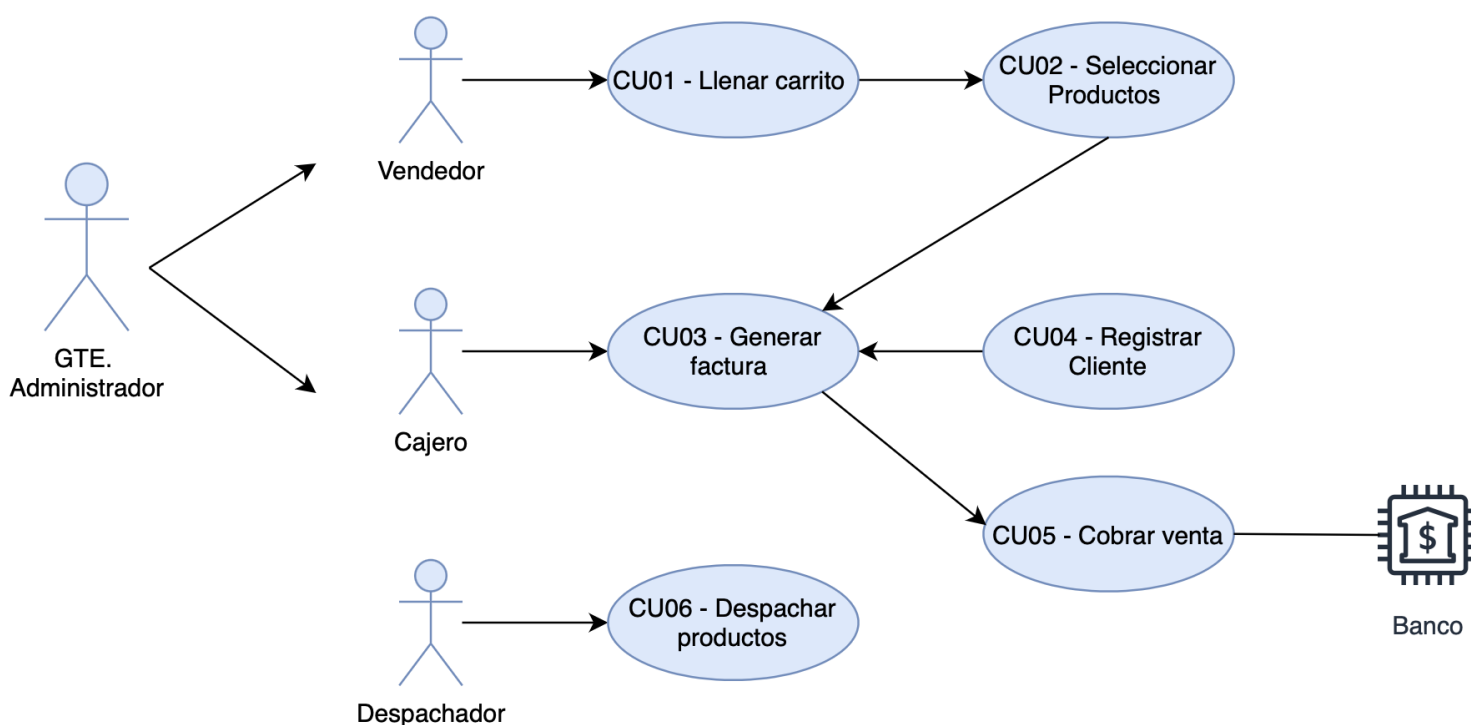 CU01 - Llenar carrito
CU02 - Seleccionar
Productos
Vendedor
GTE.
Administrador
CU03 - Generar
factura
CU04 - Registrar
Cliente
Cajero
CU05 - Cobrar venta
$
Banco
CU06 - Despachar
productos
Despachador